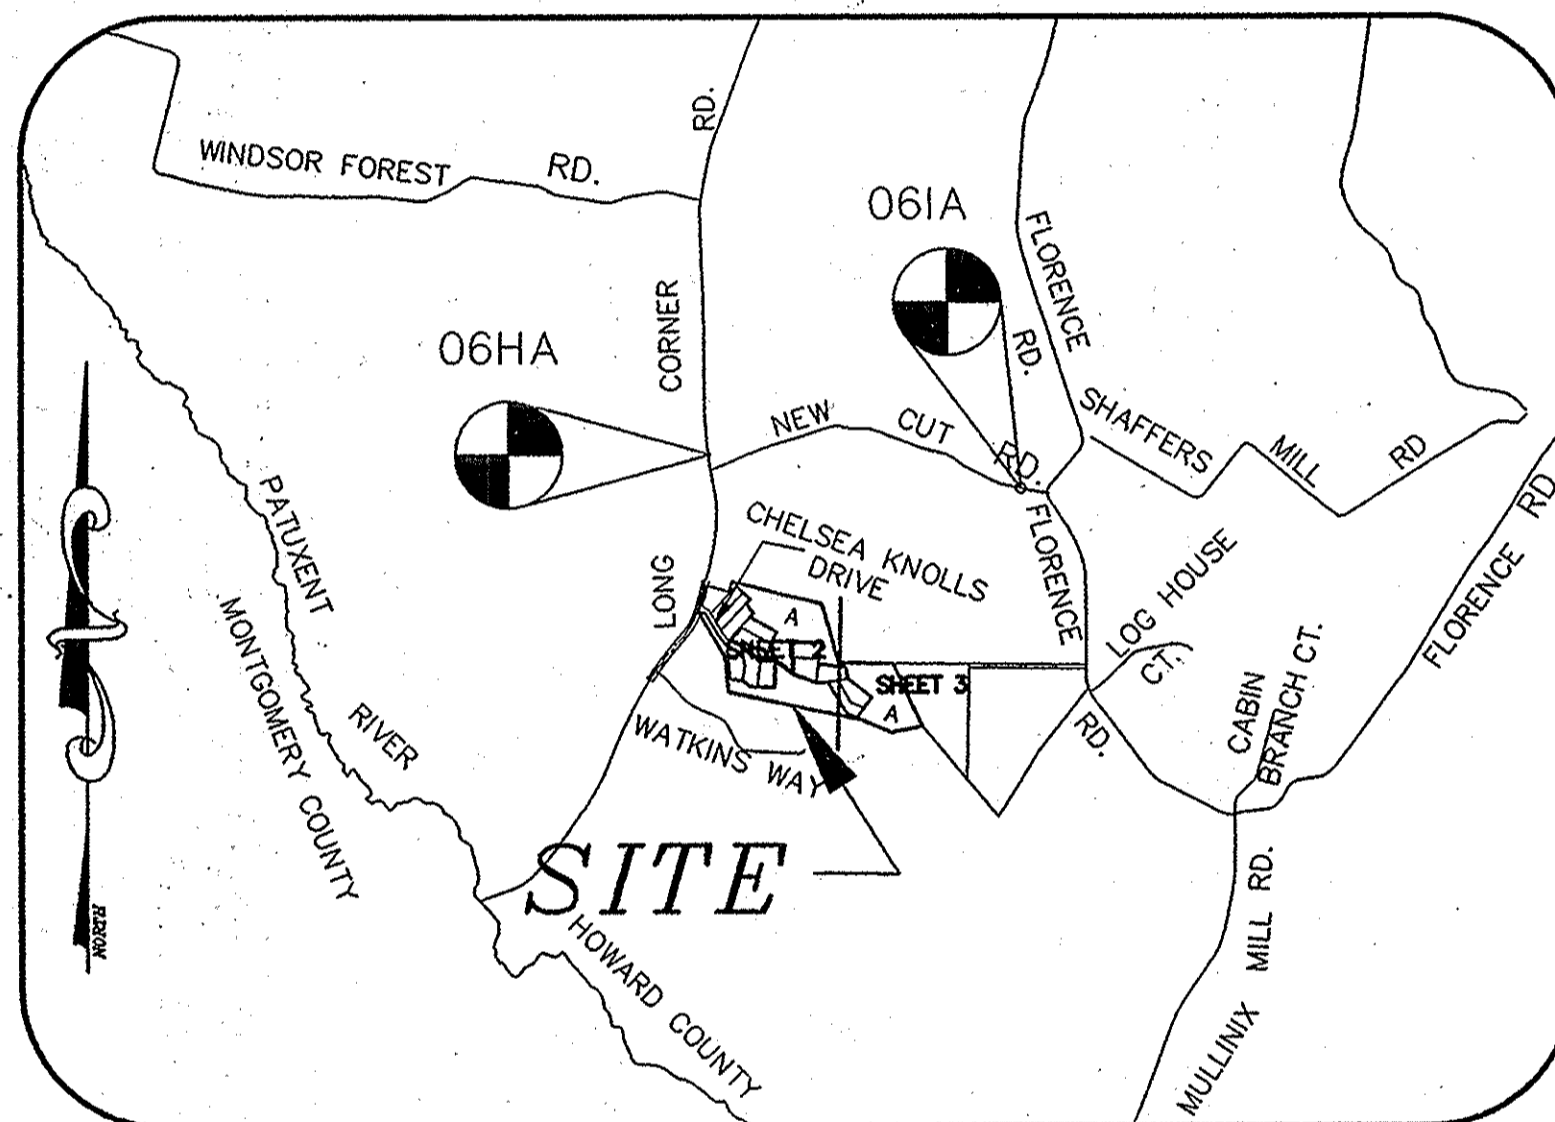 RD.
WINDSOR FOREST RD.
06IA
FLORENCE
RD.
CORNER
06HA
NEW CUT RD.
SHAFFERS MILL RD
PATUXENT
RIVER
CHELSEA KNOLLS
DRIVE
FLORENCE
RD.
LONG
LOG HOUSE
CT.
FLORENCE RD
A
SHEET 2
SHEET 3
A
MONTGOMERY COUNTY
WATKINS WAY
CABIN
BRANCH CT.
SITE
NORTH
HOWARD COUNTY
MULLINIX MILL RD.